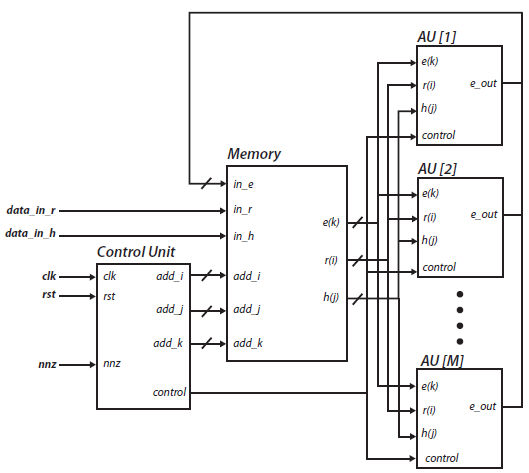 AU [1]
e(k)
r(i)
e_out
h(j)
control
Memory
AU [2]
in_e
e(k)
data_in_r
in_r
r(i)
e_out
e(k)
data_in_h
in_h
h(j)
Control Unit
r(i)
control
clk
clk
add_i
add_i
rst
rst
h(j)
add_j
add_j
add_k
add_k
nnz
nnz
AU [M]
control
e(k)
r(i)
e_out
h(j)
control